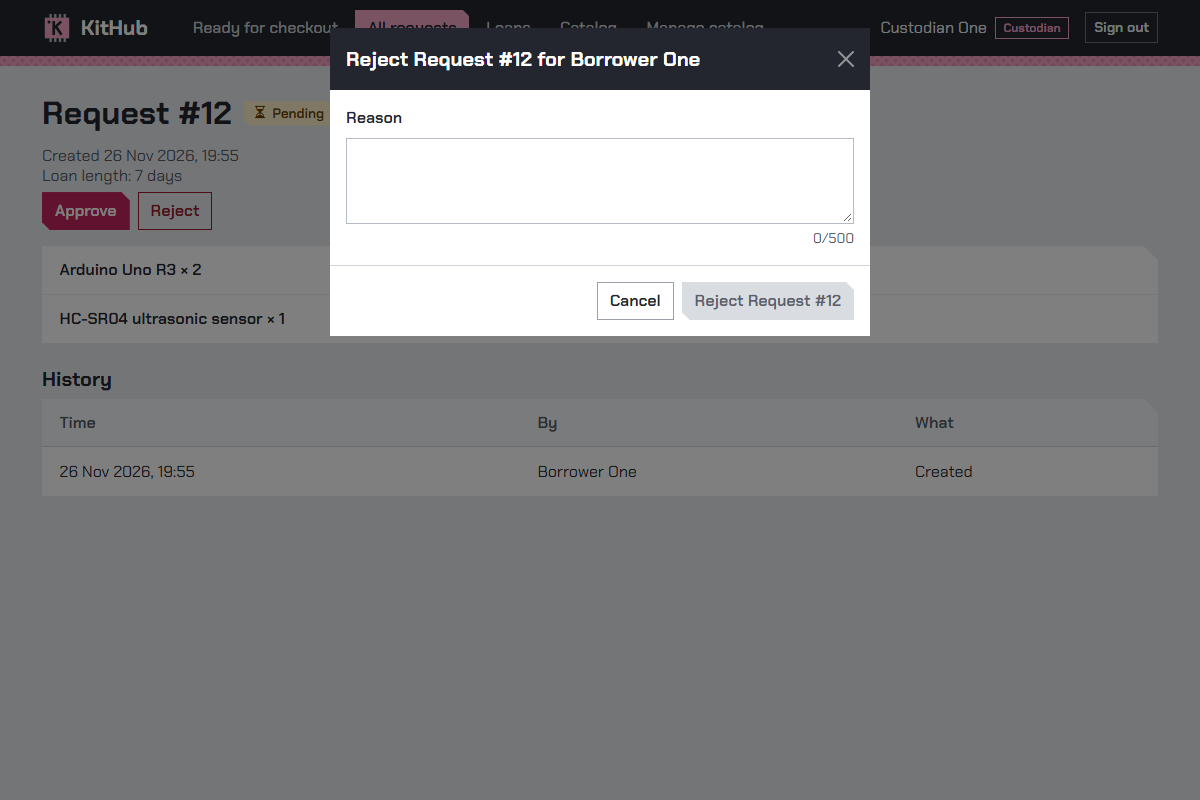 KitHub
Ready for checkout
All requests
Loans
Catalog
Manage catalog
Custodian One
Custodian
Sign out
Reject Request #12 for Borrower One
Request #12
Pending
Created 26 Nov 2026, 19:55
Loan length: 7 days
Approve
Reject
Reason
0/500
Cancel
Reject Request #12
Arduino Uno R3 × 2
HC-SR04 ultrasonic sensor × 1
History
Time By What
26 Nov 2026, 19:55 Borrower One Created